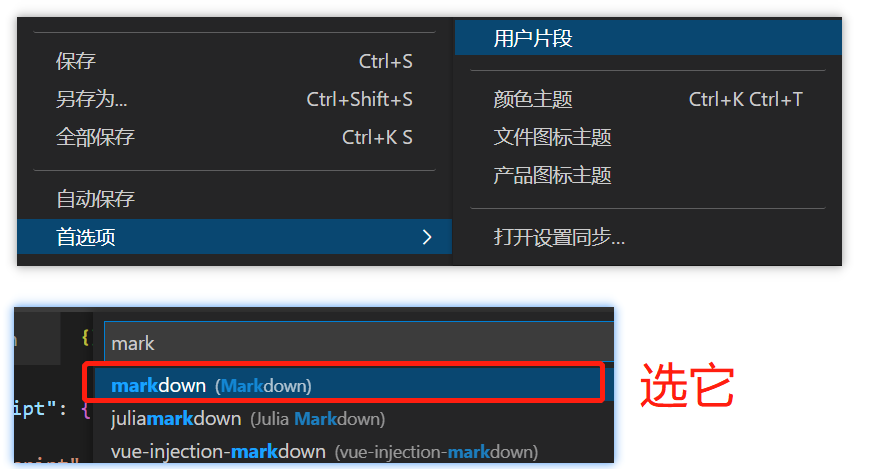 保存 Ctrl+S
另存为... Ctrl+Shift+S
全部保存 Ctrl+K S
自动保存
首选项
用户片段
颜色主题 Ctrl+K Ctrl+T
文件图标主题
产品图标主题
打开设置同步...
{
mark
markdown (Markdown)
ipt": {
juliamarkdown (Julia Markdown)
vue-injection-markdown (vue-injection-markdown)
选它